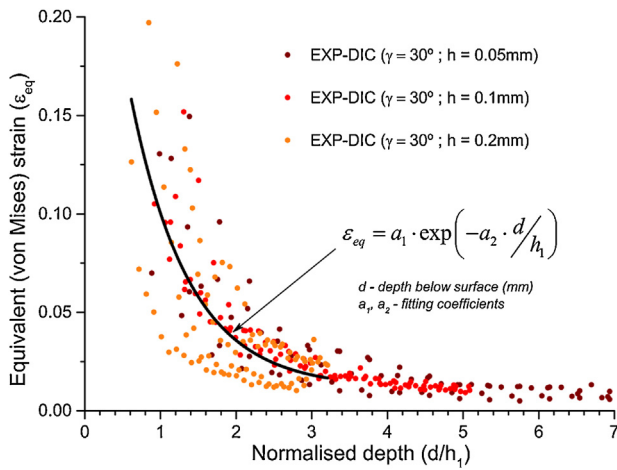 0.20
0.15
0.10
0.05
0.00
Equivalent (von Mises) strain (ε_eq)
EXP-DIC (γ = 30º ; h = 0.05mm)
EXP-DIC (γ = 30º ; h = 0.1mm)
EXP-DIC (γ = 30º ; h = 0.2mm)
ε_eq = a₁ · exp(−a₂ · d/h₁)
d - depth below surface (mm)
a₁, a₂ - fitting coefficients
0 1 2 3 4 5 6 7
Normalised depth (d/h₁)